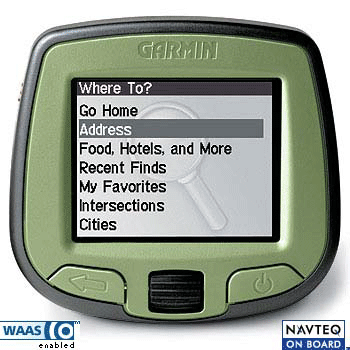 GARMIN
Where To?
Go Home
Address
Food, Hotels, and More
Recent Finds
My Favorites
Intersections
Cities
WAAS
enabled
NAVTEQ
ON BOARD